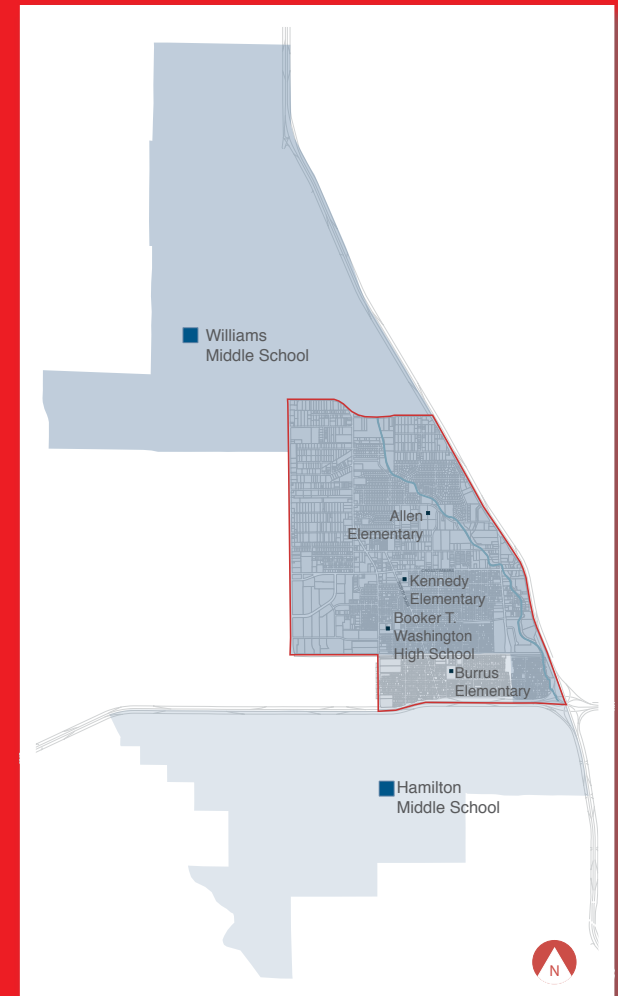 Williams
Middle School
Allen
Elementary
Kennedy
Elementary
Booker T.
Washington
High School
Burrus
Elementary
Hamilton
Middle School
N